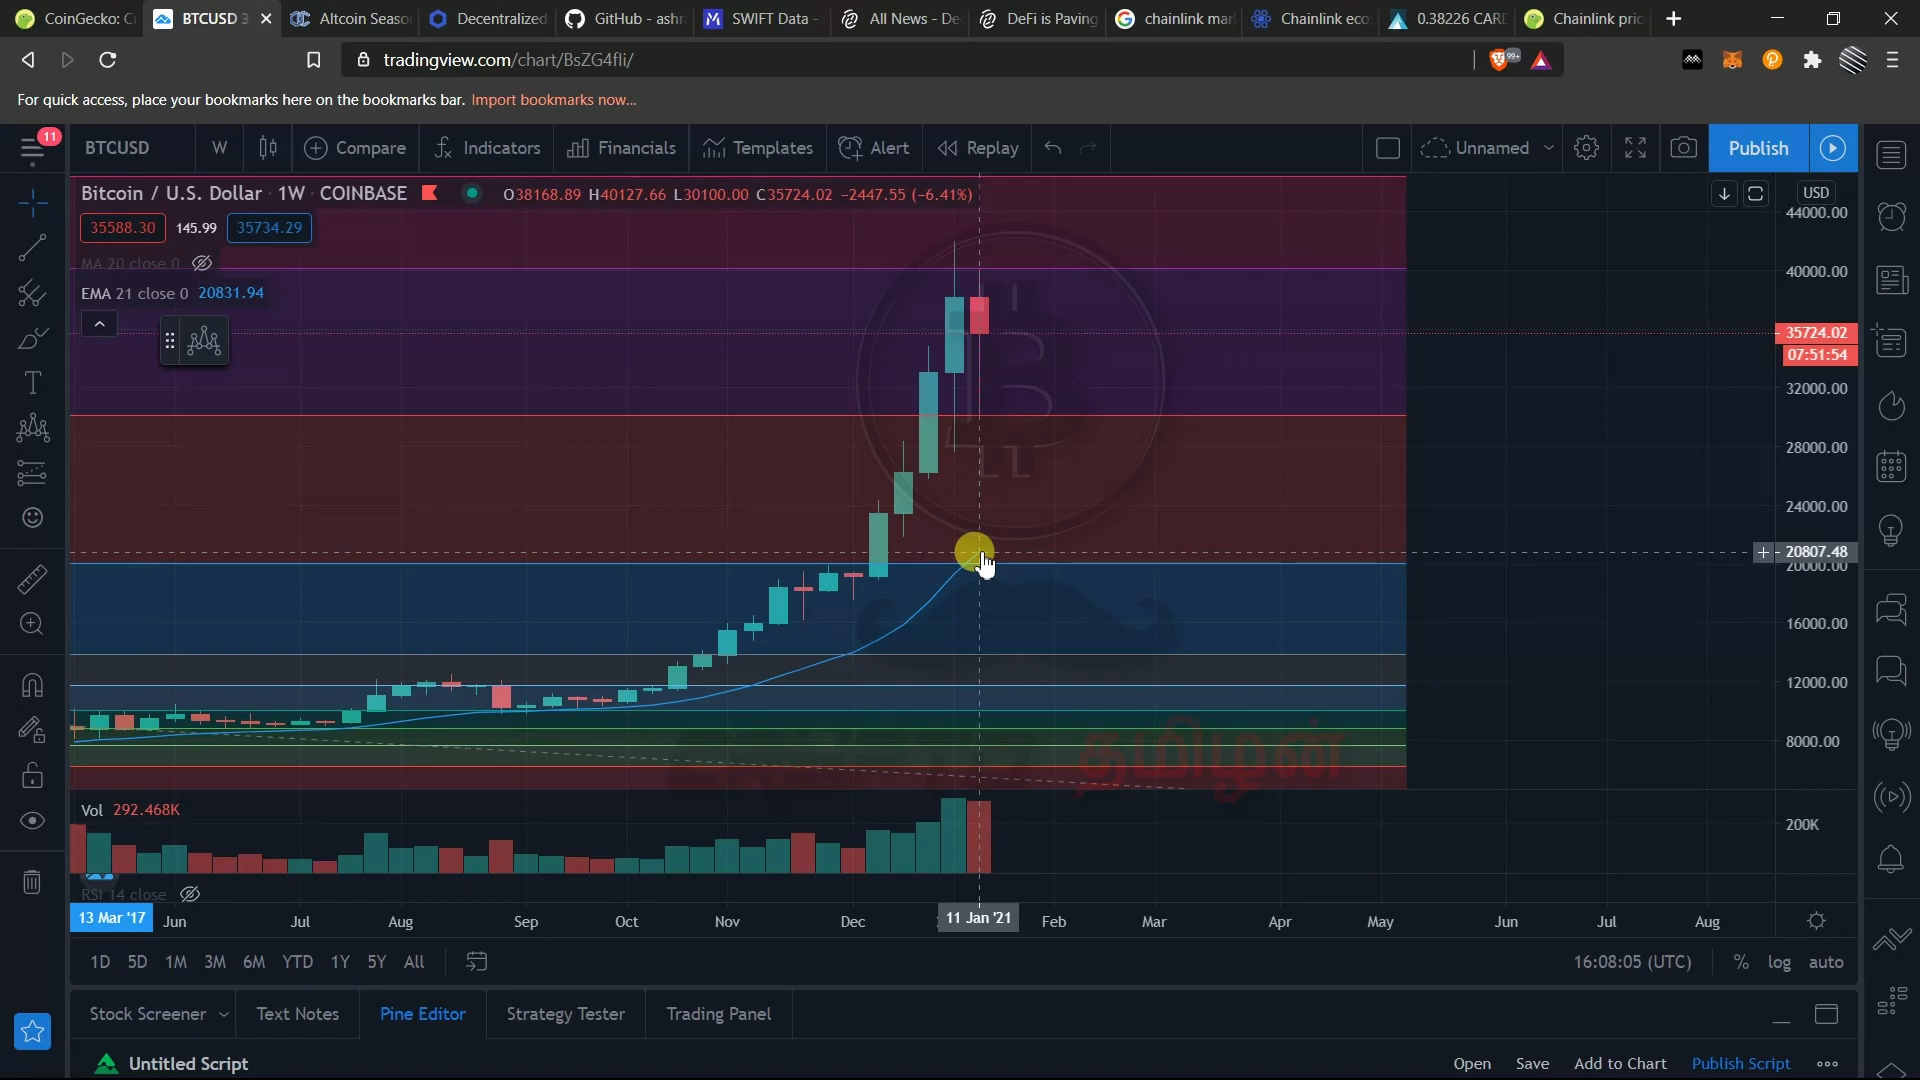 CoinGecko: C
BTCUSD 3
Altcoin Seaso
Decentralized
GitHub - ashr
SWIFT Data -
All News - De
DeFi is Paving
chainlink mar
Chainlink eco
0.38226 CARD
Chainlink pric
tradingview.com/chart/BsZG4fIi/
99+
For quick access, place your bookmarks here on the bookmarks bar. Import bookmarks now...
11
BTCUSD
W
Compare
Indicators
Financials
Templates
Alert
Replay
Unnamed
Publish
Bitcoin / U.S. Dollar · 1W · COINBASE
O38168.89 H40127.66 L30100.00 C35724.02 −2447.55 (−6.41%)
USD
35588.30
145.99
35734.29
MA 20 close 0
EMA 21 close 0 20831.94
44000.00
40000.00
35724.02
07:51:54
32000.00
28000.00
24000.00
20807.48
20000.00
16000.00
12000.00
8000.00
தமிழன்
Vol 292.468K
200K
RSI 14 close
13 Mar '17
Jun
Jul
Aug
Sep
Oct
Nov
Dec
11 Jan '21
Feb
Mar
Apr
May
Jun
Jul
Aug
1D
5D
1M
3M
6M
YTD
1Y
5Y
All
16:08:05 (UTC)
%
log
auto
Stock Screener
Text Notes
Pine Editor
Strategy Tester
Trading Panel
Untitled Script
Open
Save
Add to Chart
Publish Script